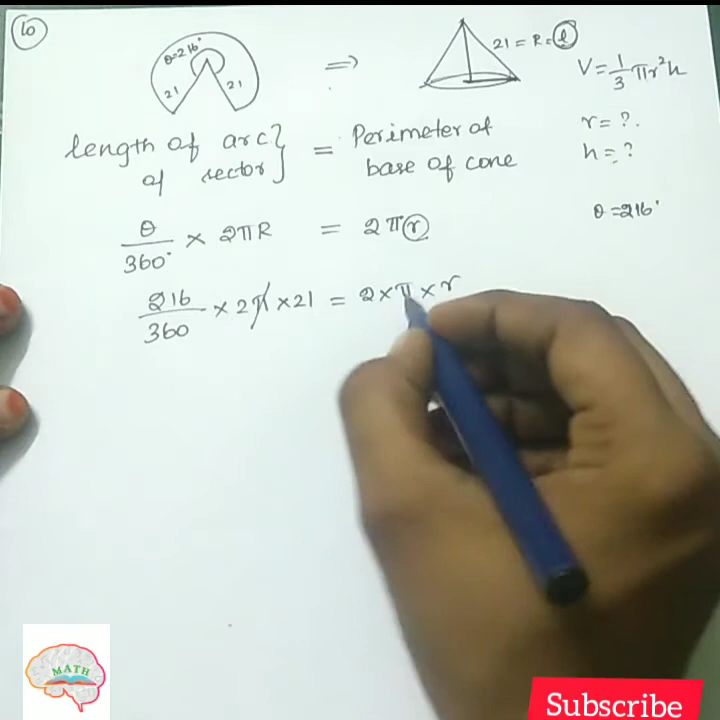 10
θ=216°
21 21
⇒
21 = R = l
V = 1/3 πr²h
length of arc } = Perimeter of
of sector } base of cone
r = ?
h = ?
θ = 216°
θ/360° × 2πR = 2πr
216/360 × 2π × 21 = 2 × π × r
MATH
Subscribe